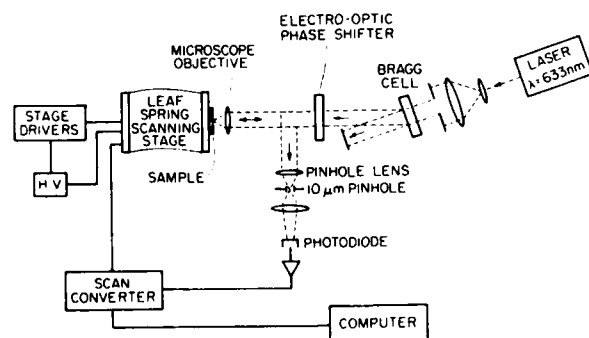 ELECTRO-OPTIC
PHASE SHIFTER
MICROSCOPE
OBJECTIVE
BRAGG
CELL
LASER
λ=633nm
STAGE
DRIVERS
LEAF
SPRING
SCANNING
STAGE
HV
SAMPLE
PINHOLE LENS
10 μm PINHOLE
PHOTODIODE
SCAN
CONVERTER
COMPUTER